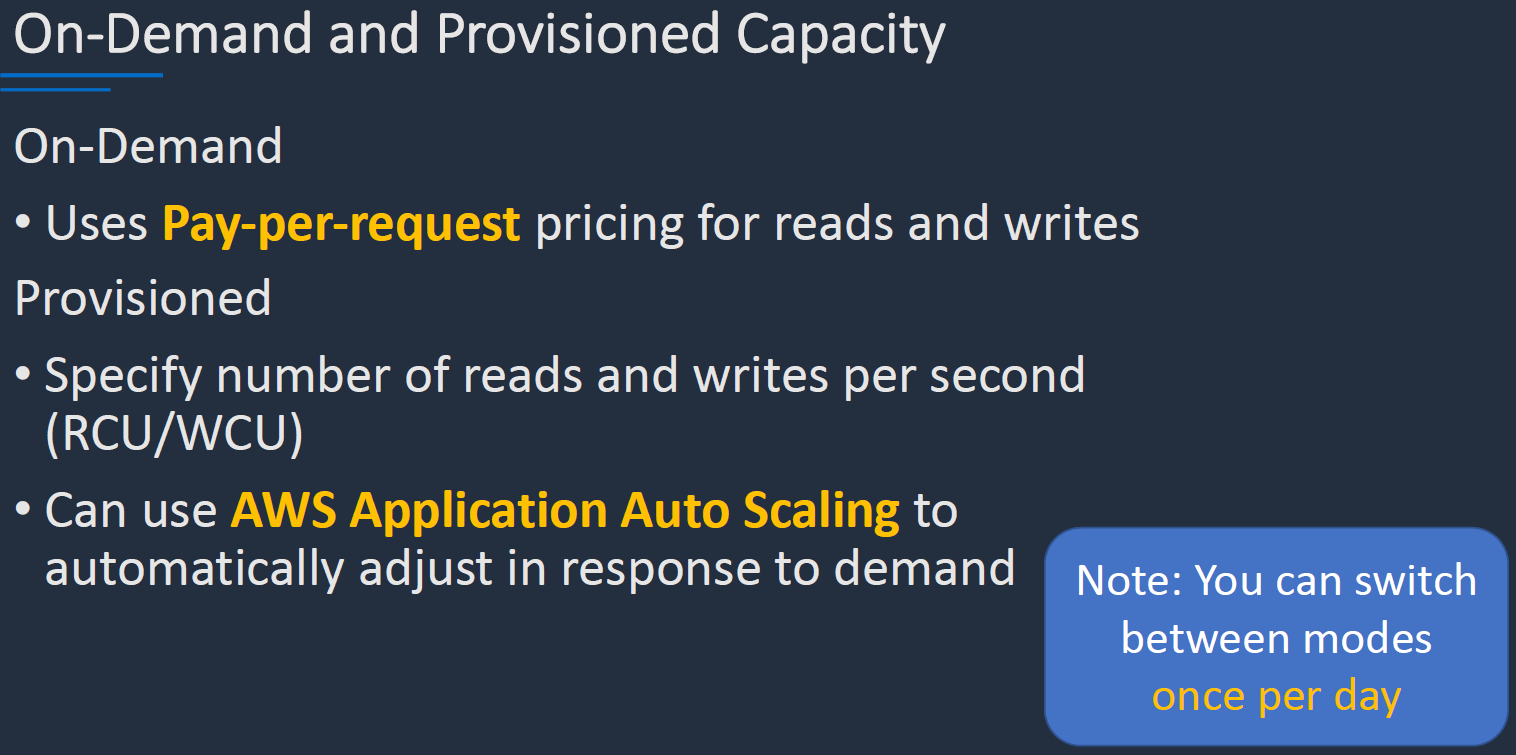 On-Demand and Provisioned Capacity
On-Demand
• Uses Pay-per-request pricing for reads and writes
Provisioned
• Specify number of reads and writes per second
(RCU/WCU)
• Can use AWS Application Auto Scaling to
automatically adjust in response to demand
Note: You can switch
between modes
once per day